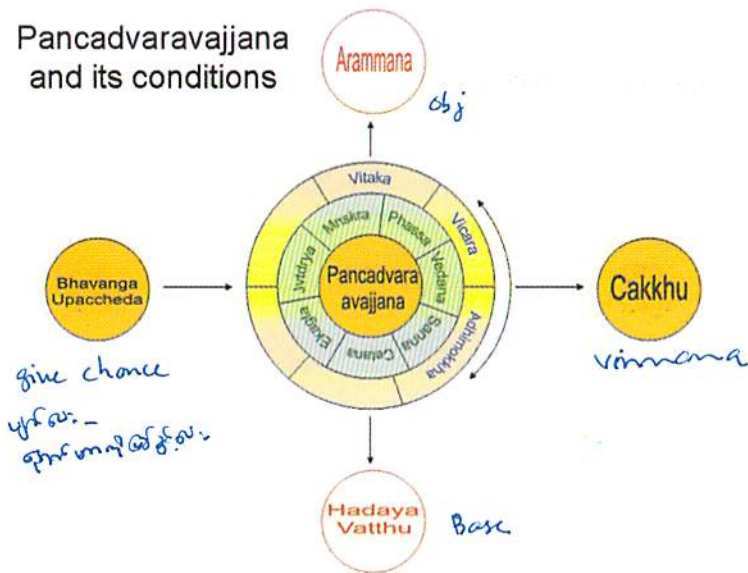 Pancadvaravajjana
and its conditions
Arammana
obj
Vitaka
Mnskra
Phassa
Vicara
Jvtdrya
Vedana
Bhavanga
Upaccheda
Pancadvara
avajjana
Cakkhu
Ekagta
Sanna
Cetana
Adhimokkha
give chance
vinnana
Hadaya
Vatthu
Base